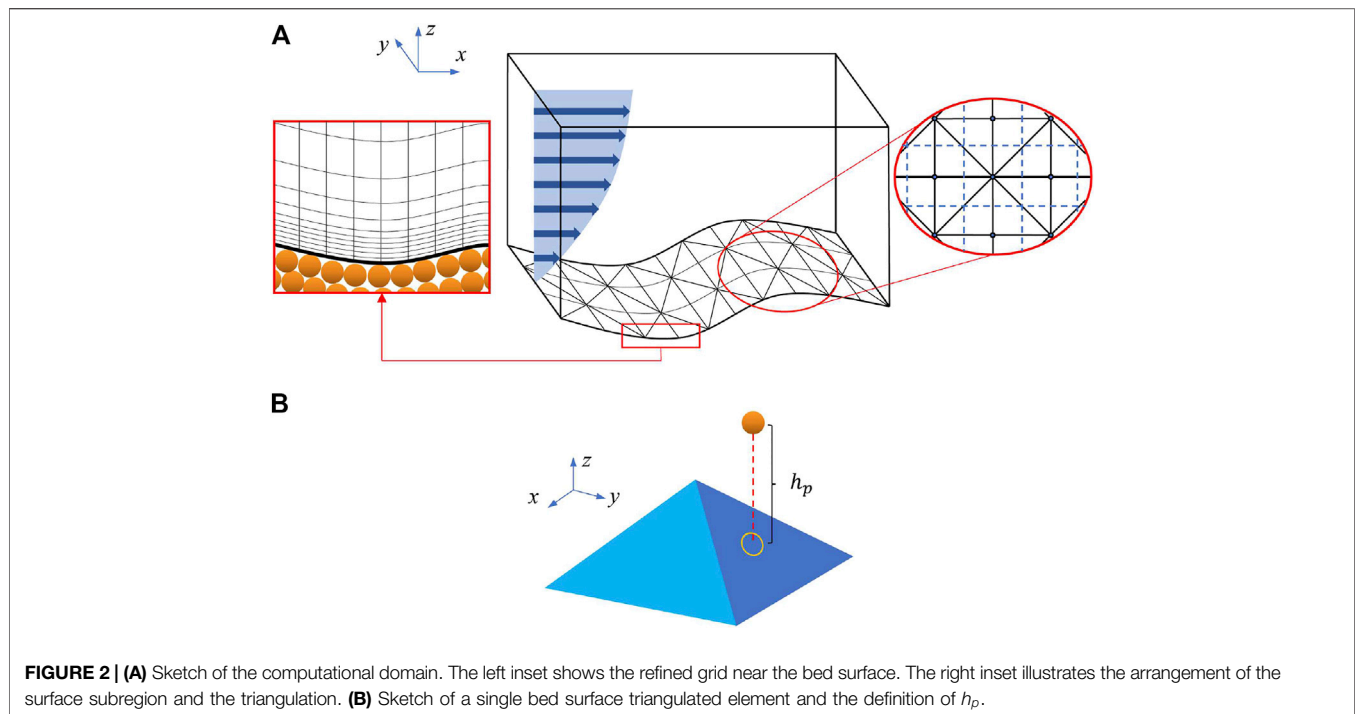 A
y
z
x
B
z
x
y
h_p
FIGURE 2 | (A) Sketch of the computational domain. The left inset shows the refined grid near the bed surface. The right inset illustrates the arrangement of the
surface subregion and the triangulation. (B) Sketch of a single bed surface triangulated element and the definition of h_p.